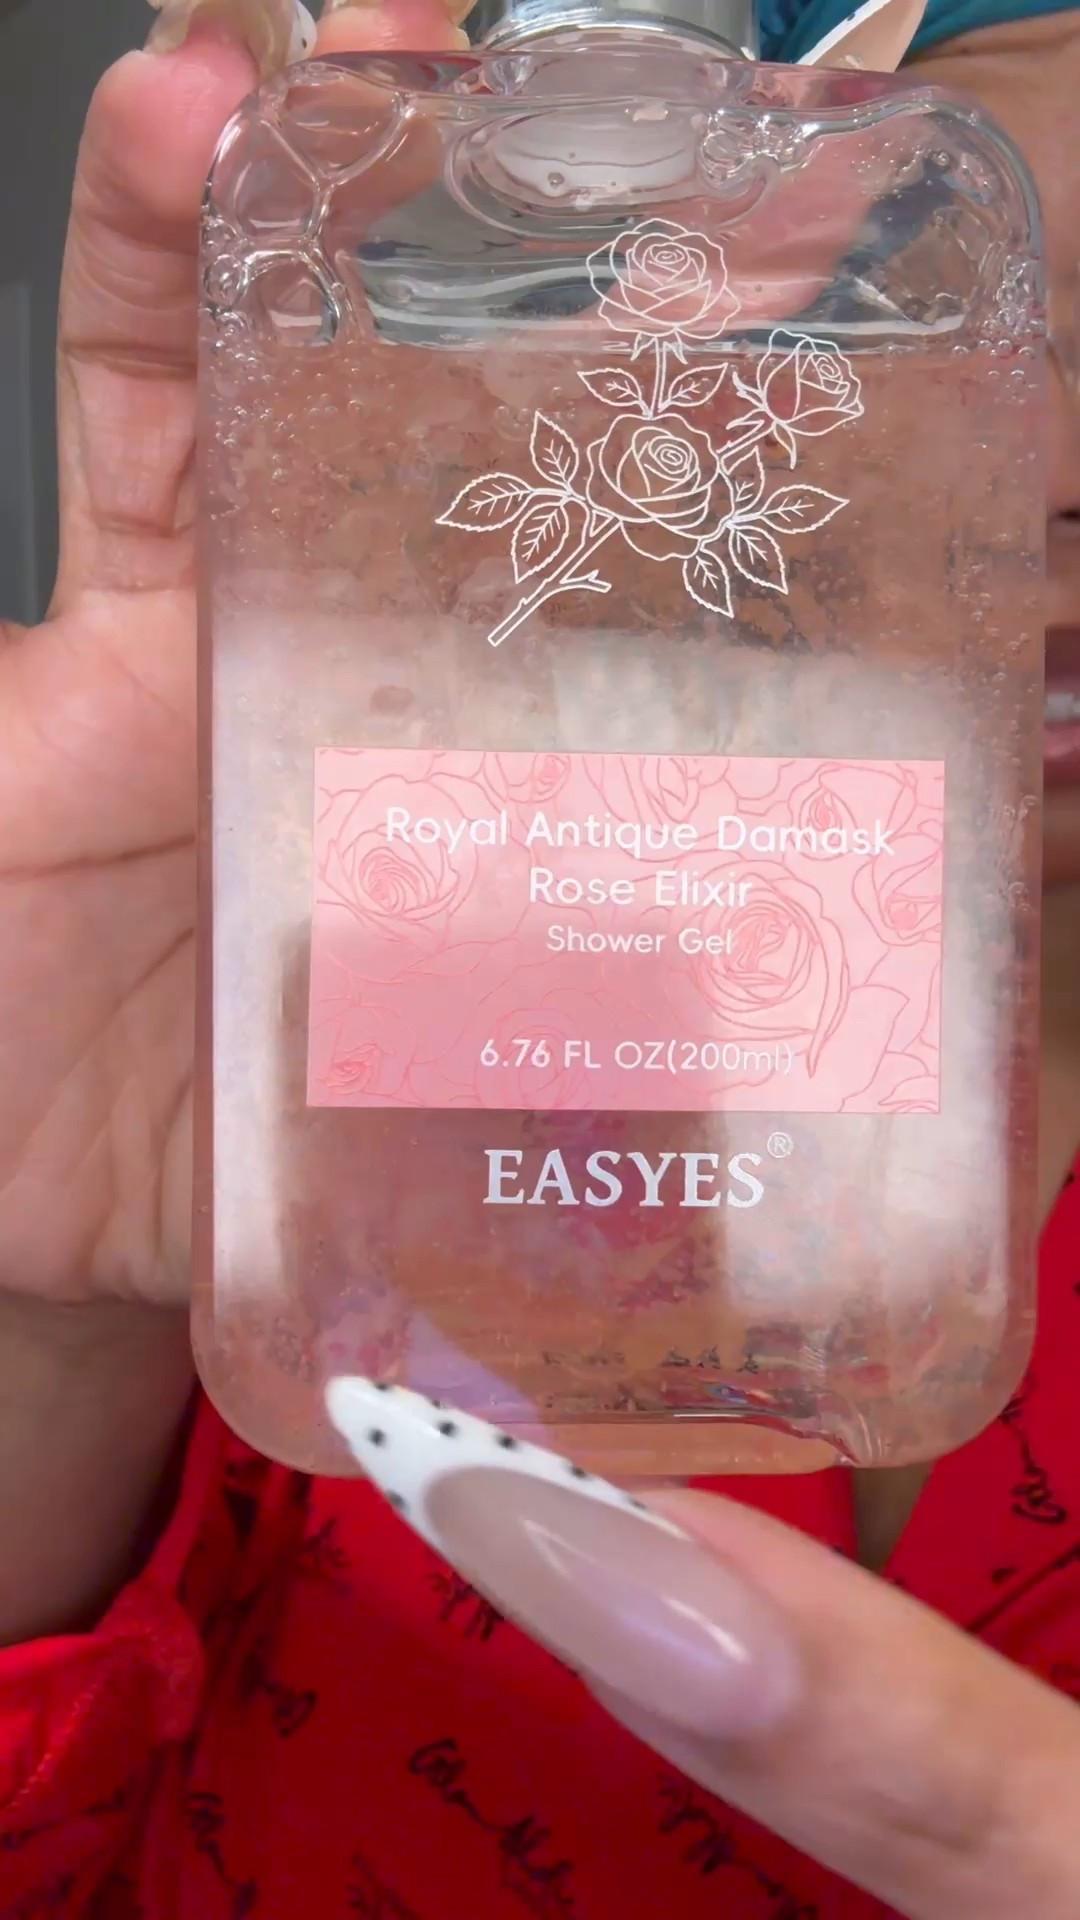 Royal Antique Damask
Rose Elixir
Shower Gel
6.76 FL OZ(200ml)
EASYES®